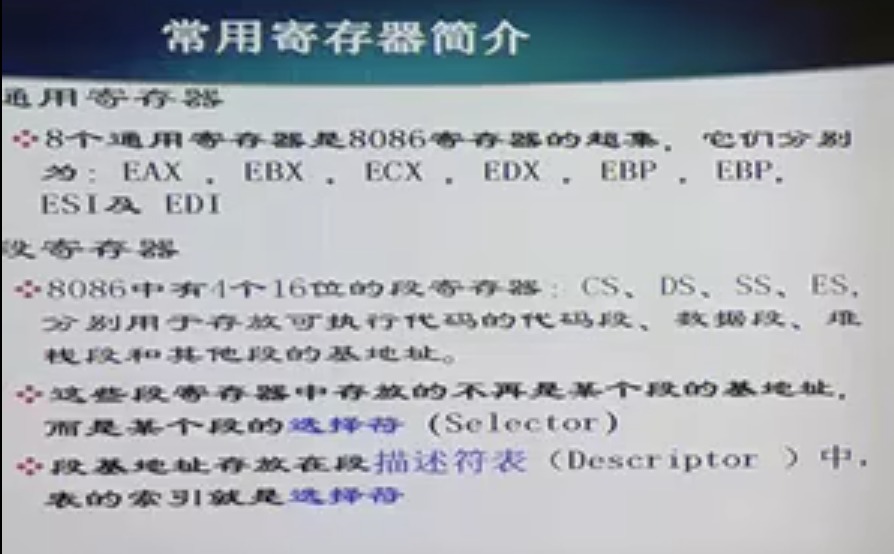 常用寄存器简介
通用寄存器
8个通用寄存器是8086寄存器的超集，它们分别
为：EAX ，EBX ，ECX ，EDX ，EBP ，EBP，
ESI及 EDI
段寄存器
8086中有4个16位的段寄存器：CS、DS、SS、ES，
分别用于存放可执行代码的代码段、数据段、堆
栈段和其他段的基地址。
这些段寄存器中存放的不再是某个段的基地址，
而是某个段的选择符（Selector）
段基地址存放在段描述符表（Descriptor ）中，
表的索引就是选择符